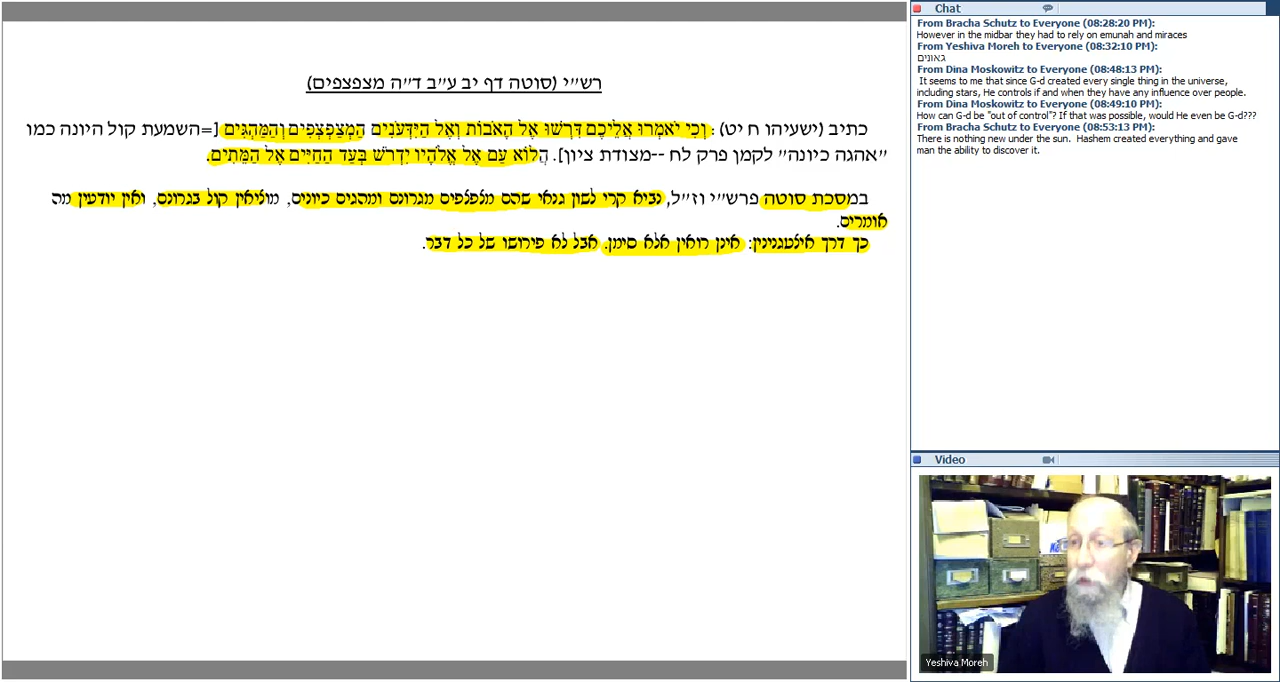 רש״י (סוטה דף יב ע״ב ד״ה מצפצפים)
כתיב (ישעיהו ח יט): וְכִי יֹאמְרוּ אֲלֵיכֶם דִּרְשׁוּ אֶל הָאֹבוֹת וְאֶל הַיִּדְּעֹנִים הַמְצַפְצְפִים וְהַמַּהְגִּים [=השמעת קול היונה כמו
״אהגה כיונה״ לקמן פרק לח --מצודת ציון]. הֲלוֹא עַם אֶל אֱלֹהָיו יִדְרֹשׁ בְּעַד הַחַיִּים אֶל הַמֵּתִים.
במסכת סוטה פרש״י וז״ל, נביא קרי לשון גנאי שהם מצפצפים מגרונם ומהגים כיונים, מוציאין קול בגרונם, ואין יודעין מה
אומרים.
כך דרך איצטגנינין: אינן רואין אלא סימן. אבל לא פירושו של כל דבר.
Chat
From Bracha Schutz to Everyone (08:28:20 PM):
However in the midbar they had to rely on emunah and miraces
From Yeshiva Moreh to Everyone (08:32:10 PM):
גאונים
From Dina Moskowitz to Everyone (08:48:13 PM):
It seems to me that since G-d created every single thing in the universe,
including stars, He controls if and when they have any influence over people.
From Dina Moskowitz to Everyone (08:49:10 PM):
How can G-d be "out of control"? If that was possible, would He even be G-d???
From Bracha Schutz to Everyone (08:53:13 PM):
There is nothing new under the sun.  Hashem created everything and gave
man the ability to discover it.
Video
Yeshiva Moreh